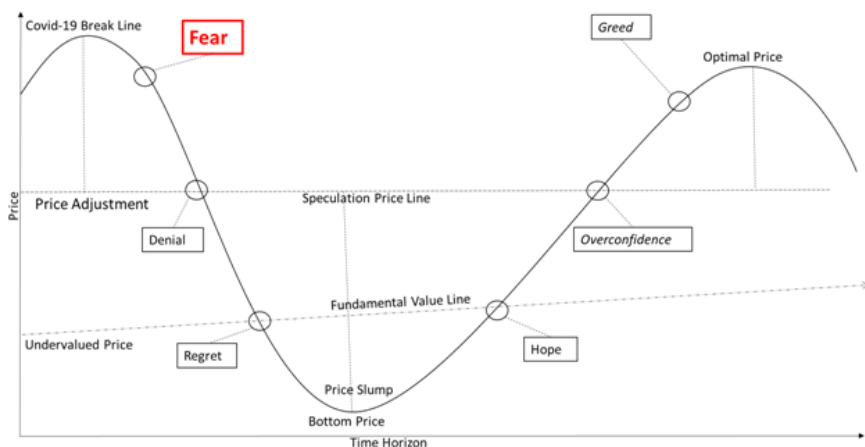 Covid-19 Break Line
Fear
Greed
Optimal Price
Price
Price Adjustment
Speculation Price Line
Denial
Overconfidence
Fundamental Value Line
Undervalued Price
Regret
Hope
Price Slump
Bottom Price
Time Horizon